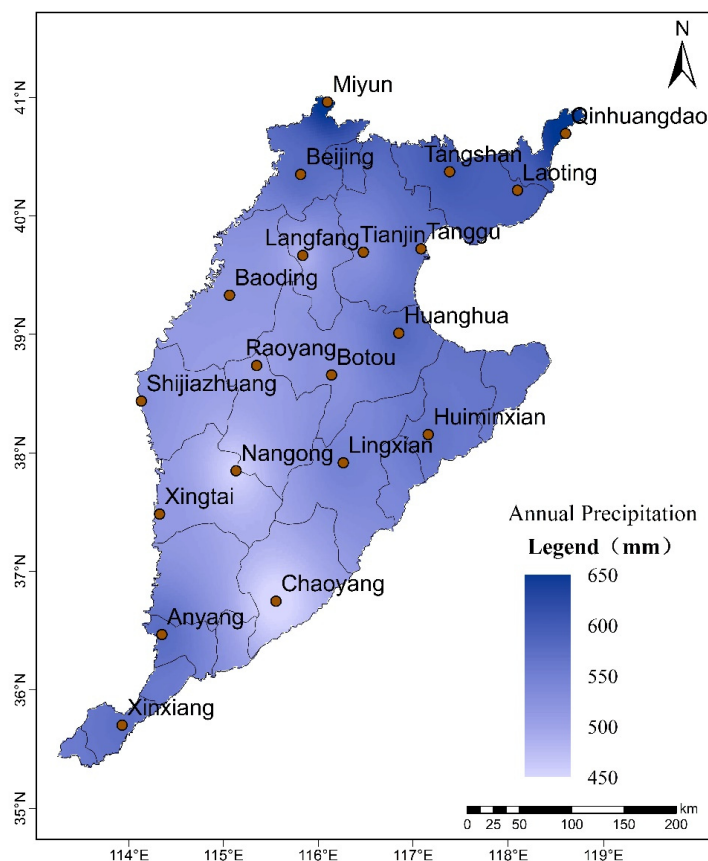 N
41°N
40°N
39°N
38°N
37°N
36°N
35°N
Miyun
Qinhuangdao
Beijing
Tangshan
Laoting
Langfang
Tianjin
Tanggu
Baoding
Huanghua
Raoyang
Botou
Shijiazhuang
Huiminxian
Lingxian
Nangong
Xingtai
Chaoyang
Anyang
Xinxiang
Annual Precipitation
Legend（mm）
650
600
550
500
450
km
0 25 50 100 150 200
114°E 115°E 116°E 117°E 118°E 119°E